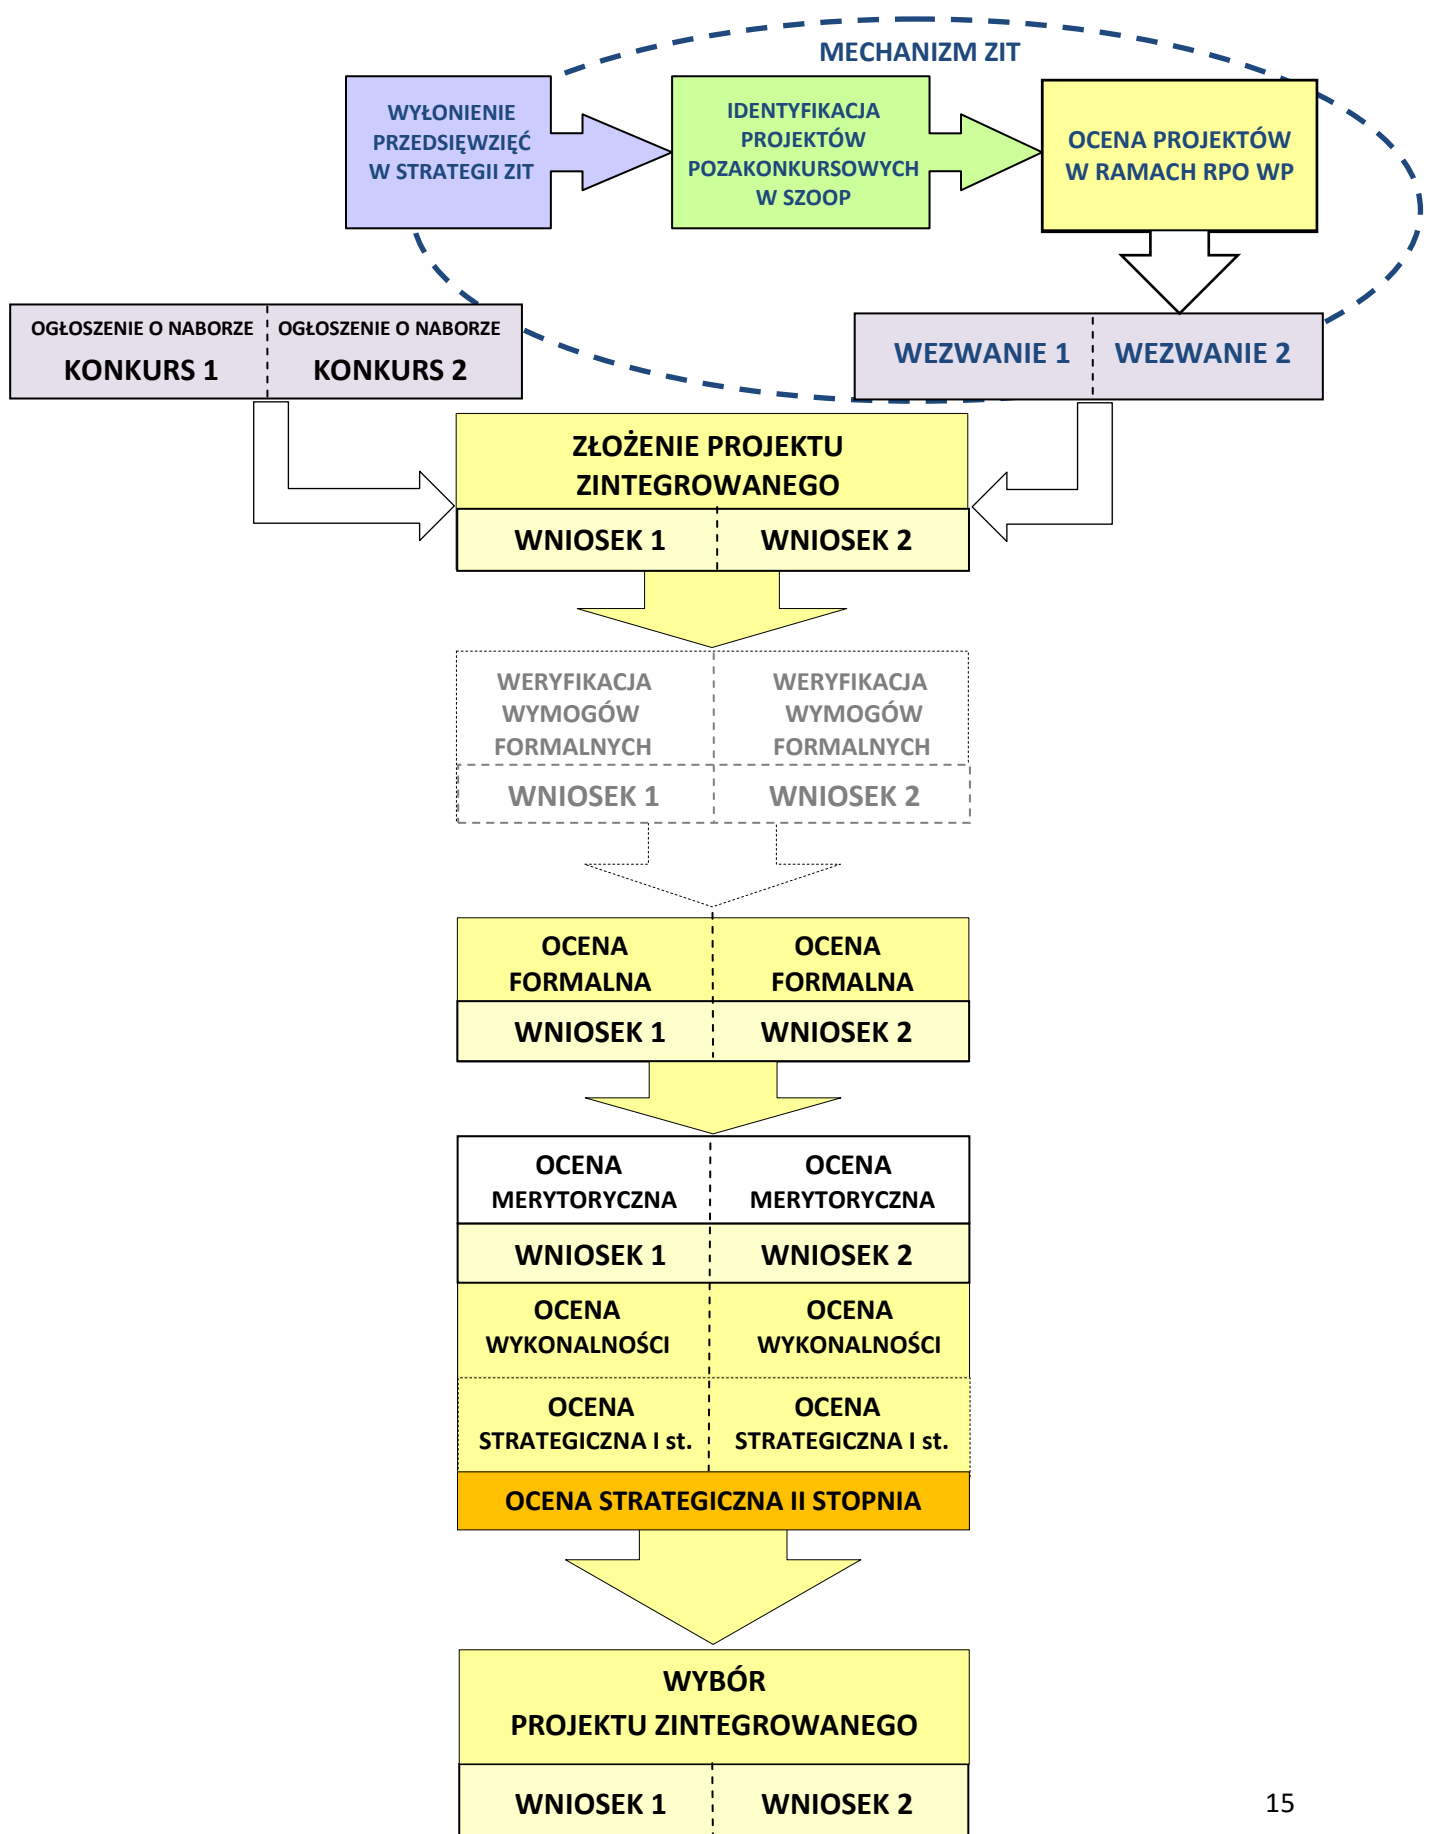 MECHANIZM ZIT
WYŁONIENIE
PRZEDSIĘWZIĘĆ
W STRATEGII ZIT
IDENTYFIKACJA
PROJEKTÓW
POZAKONKURSOWYCH
W SZOOP
OCENA PROJEKTÓW
W RAMACH RPO WP
OGŁOSZENIE O NABORZE
KONKURS 1
OGŁOSZENIE O NABORZE
KONKURS 2
WEZWANIE 1
WEZWANIE 2
ZŁOŻENIE PROJEKTU
ZINTEGROWANEGO
WNIOSEK 1
WNIOSEK 2
WERYFIKACJA
WYMOGÓW
FORMALNYCH
WERYFIKACJA
WYMOGÓW
FORMALNYCH
WNIOSEK 1
WNIOSEK 2
OCENA
FORMALNA
OCENA
FORMALNA
WNIOSEK 1
WNIOSEK 2
OCENA
MERYTORYCZNA
OCENA
MERYTORYCZNA
WNIOSEK 1
WNIOSEK 2
OCENA
WYKONALNOŚCI
OCENA
WYKONALNOŚCI
OCENA
STRATEGICZNA I st.
OCENA
STRATEGICZNA I st.
OCENA STRATEGICZNA II STOPNIA
WYBÓR
PROJEKTU ZINTEGROWANEGO
WNIOSEK 1
WNIOSEK 2
15